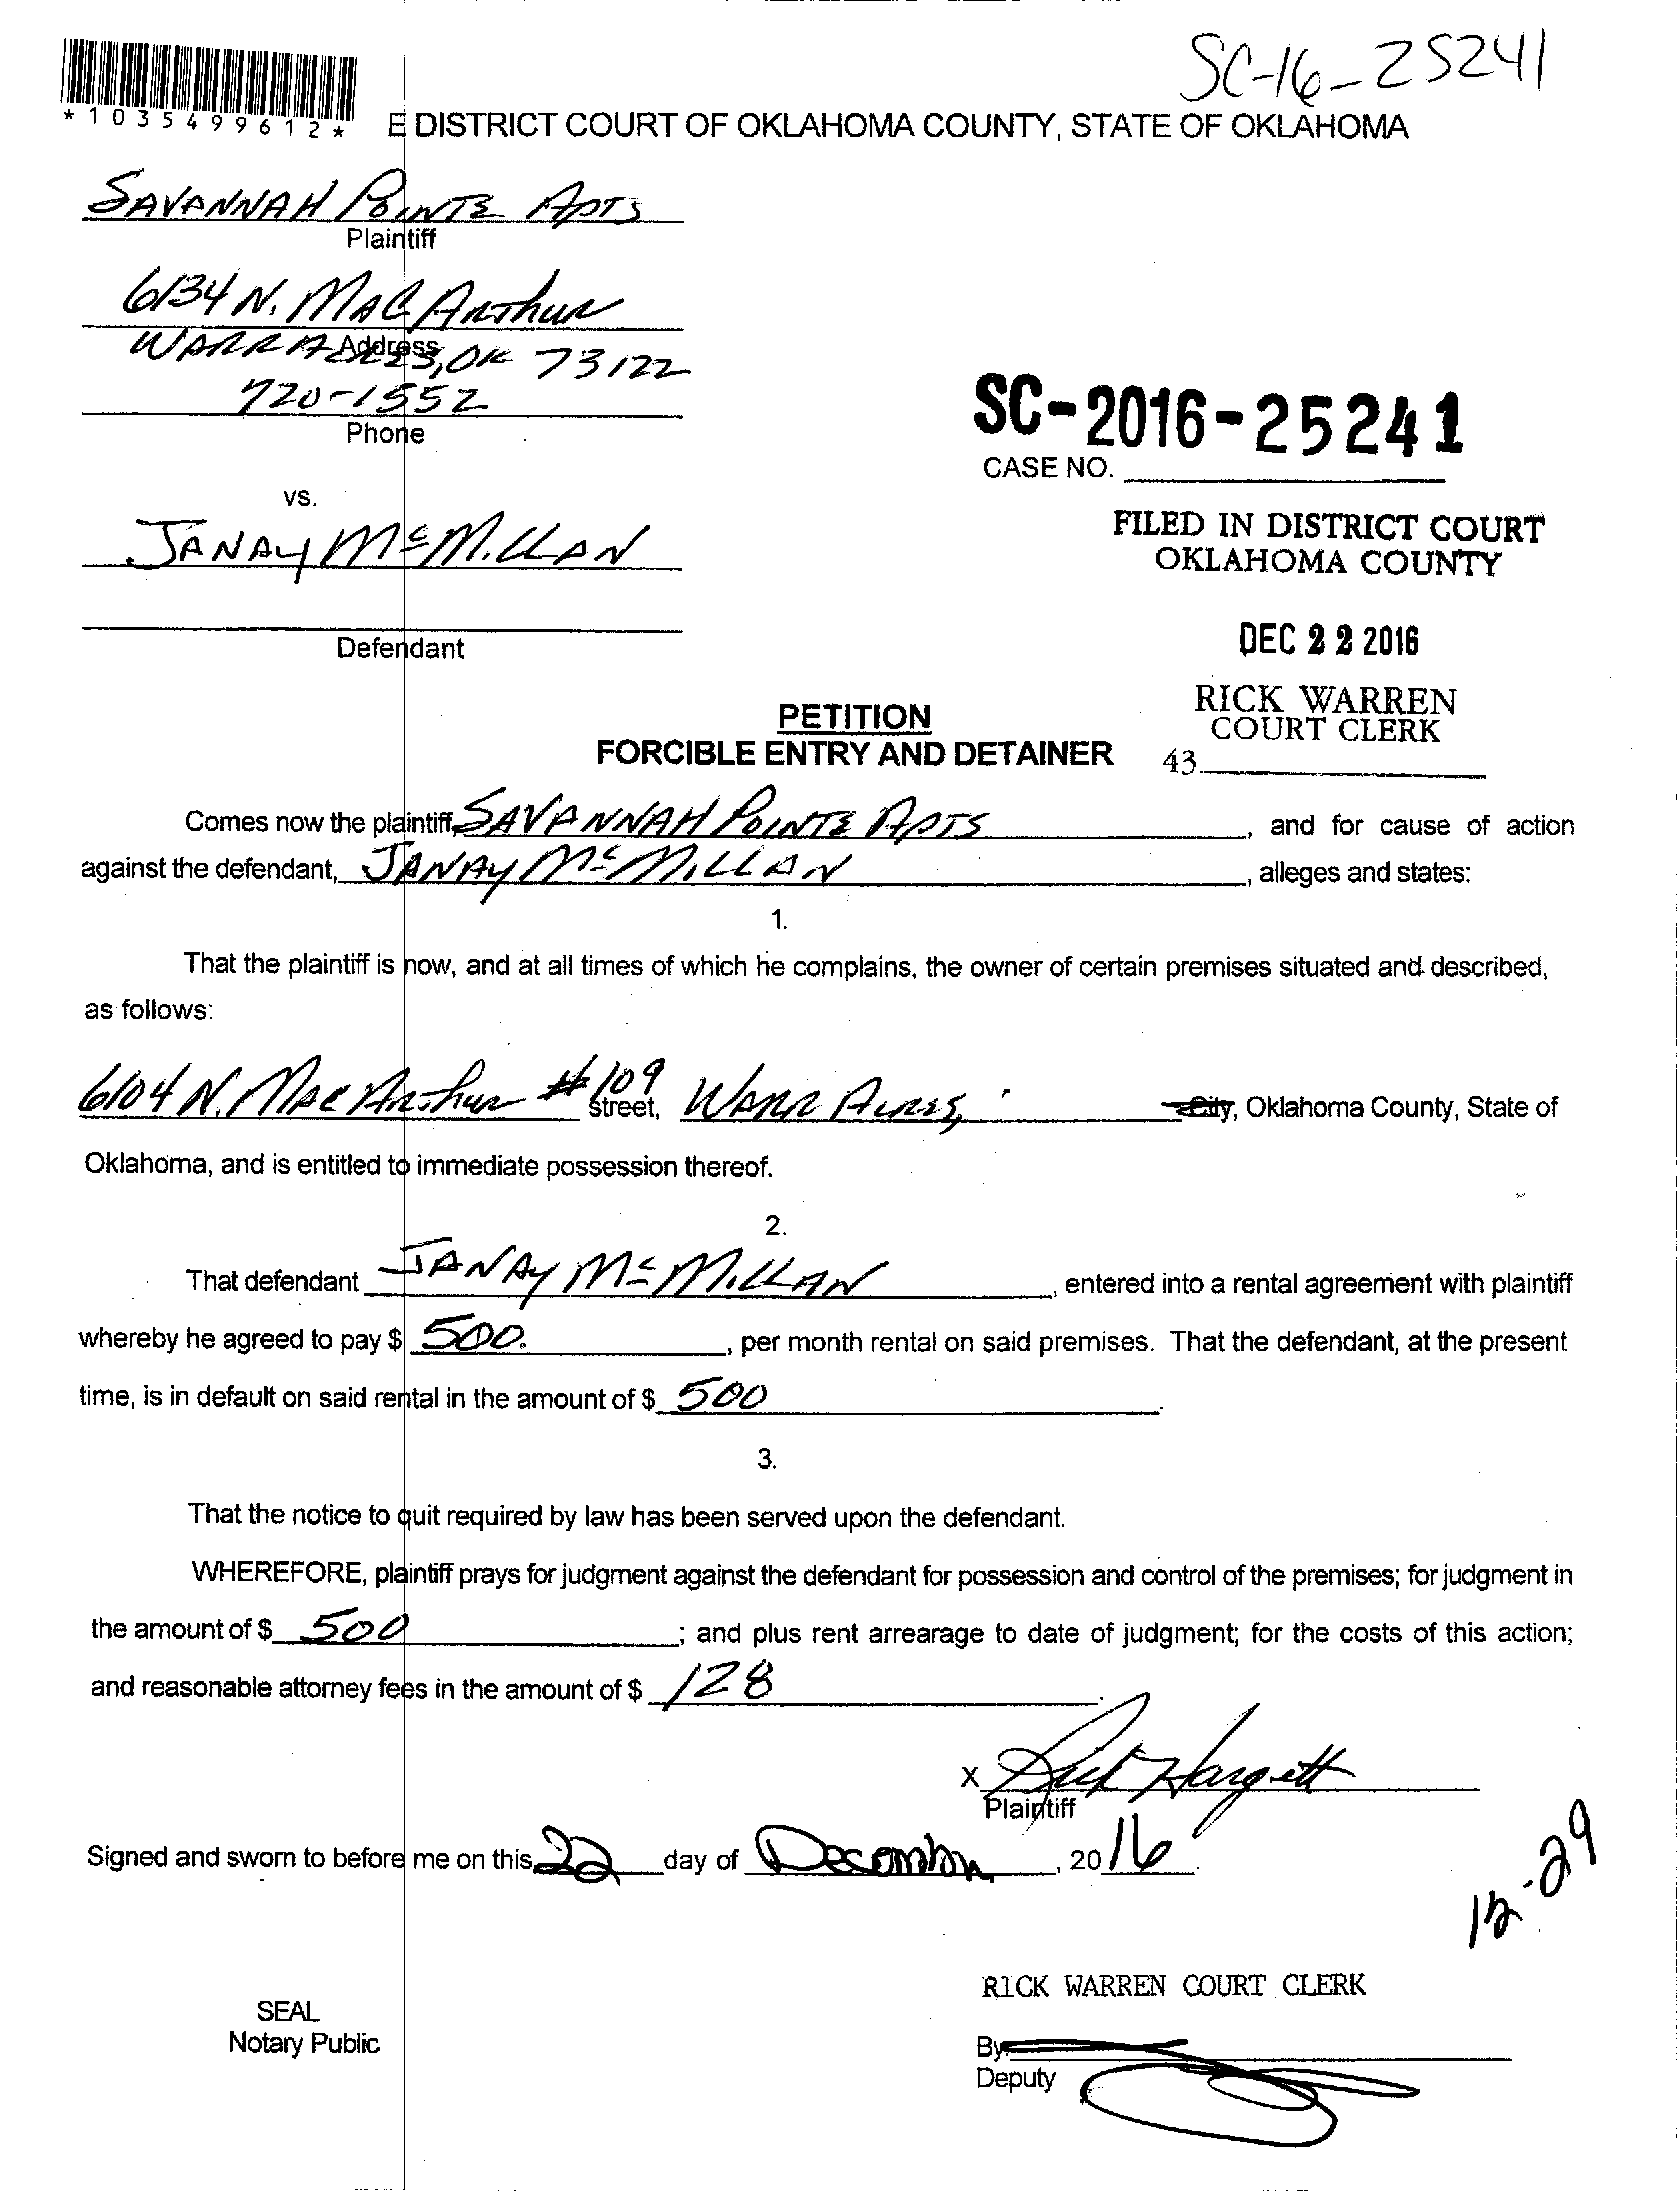 SC-16-25241
*1035499612*
E DISTRICT COURT OF OKLAHOMA COUNTY, STATE OF OKLAHOMA
SAVANNAH POINTE APTS
Plaintiff
6134 N. MACARTHUR
Address
WARR ACRES, OK 73122
720-1552
Phone
SC-2016-25241
CASE NO.
vs.
JANAY McMILLAN
FILED IN DISTRICT COURT
OKLAHOMA COUNTY
Defendant
DEC 22 2016
RICK WARREN
COURT CLERK
43
PETITION
FORCIBLE ENTRY AND DETAINER
Comes now the plaintiff, SAVANNAH POINTE APTS, and for cause of action
against the defendant, JANAY McMILLAN, alleges and states:
1.
That the plaintiff is now, and at all times of which he complains, the owner of certain premises situated and described,
as follows:
6104 N. MacArthur #109 Street, Warr Acres, City, Oklahoma County, State of
Oklahoma, and is entitled to immediate possession thereof.
2.
That defendant JANAY McMILLAN, entered into a rental agreement with plaintiff
whereby he agreed to pay $ 500., per month rental on said premises. That the defendant, at the present
time, is in default on said rental in the amount of $ 500.
3.
That the notice to quit required by law has been served upon the defendant.
WHEREFORE, plaintiff prays for judgment against the defendant for possession and control of the premises; for judgment in
the amount of $ 500; and plus rent arrearage to date of judgment; for the costs of this action;
and reasonable attorney fees in the amount of $ 128.
X Hargett
Plaintiff
Signed and sworn to before me on this 22 day of December, 2016.
12-29
RICK WARREN COURT CLERK
SEAL
Notary Public
By
Deputy